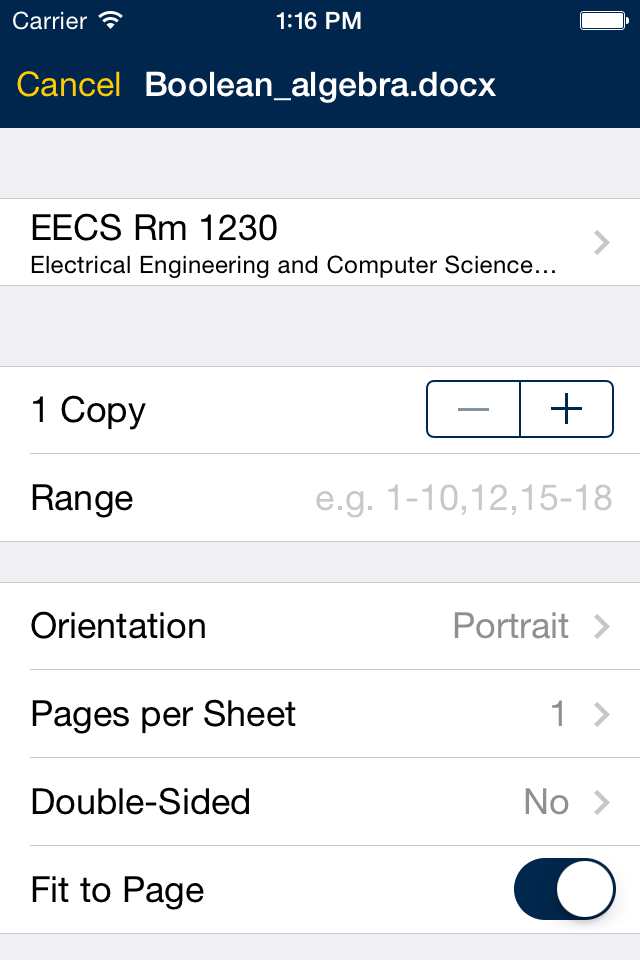 Carrier 1:16 PM
Cancel Boolean_algebra.docx
EECS Rm 1230
Electrical Engineering and Computer Science...
1 Copy
Range e.g. 1-10,12,15-18
Orientation Portrait
Pages per Sheet 1
Double-Sided No
Fit to Page